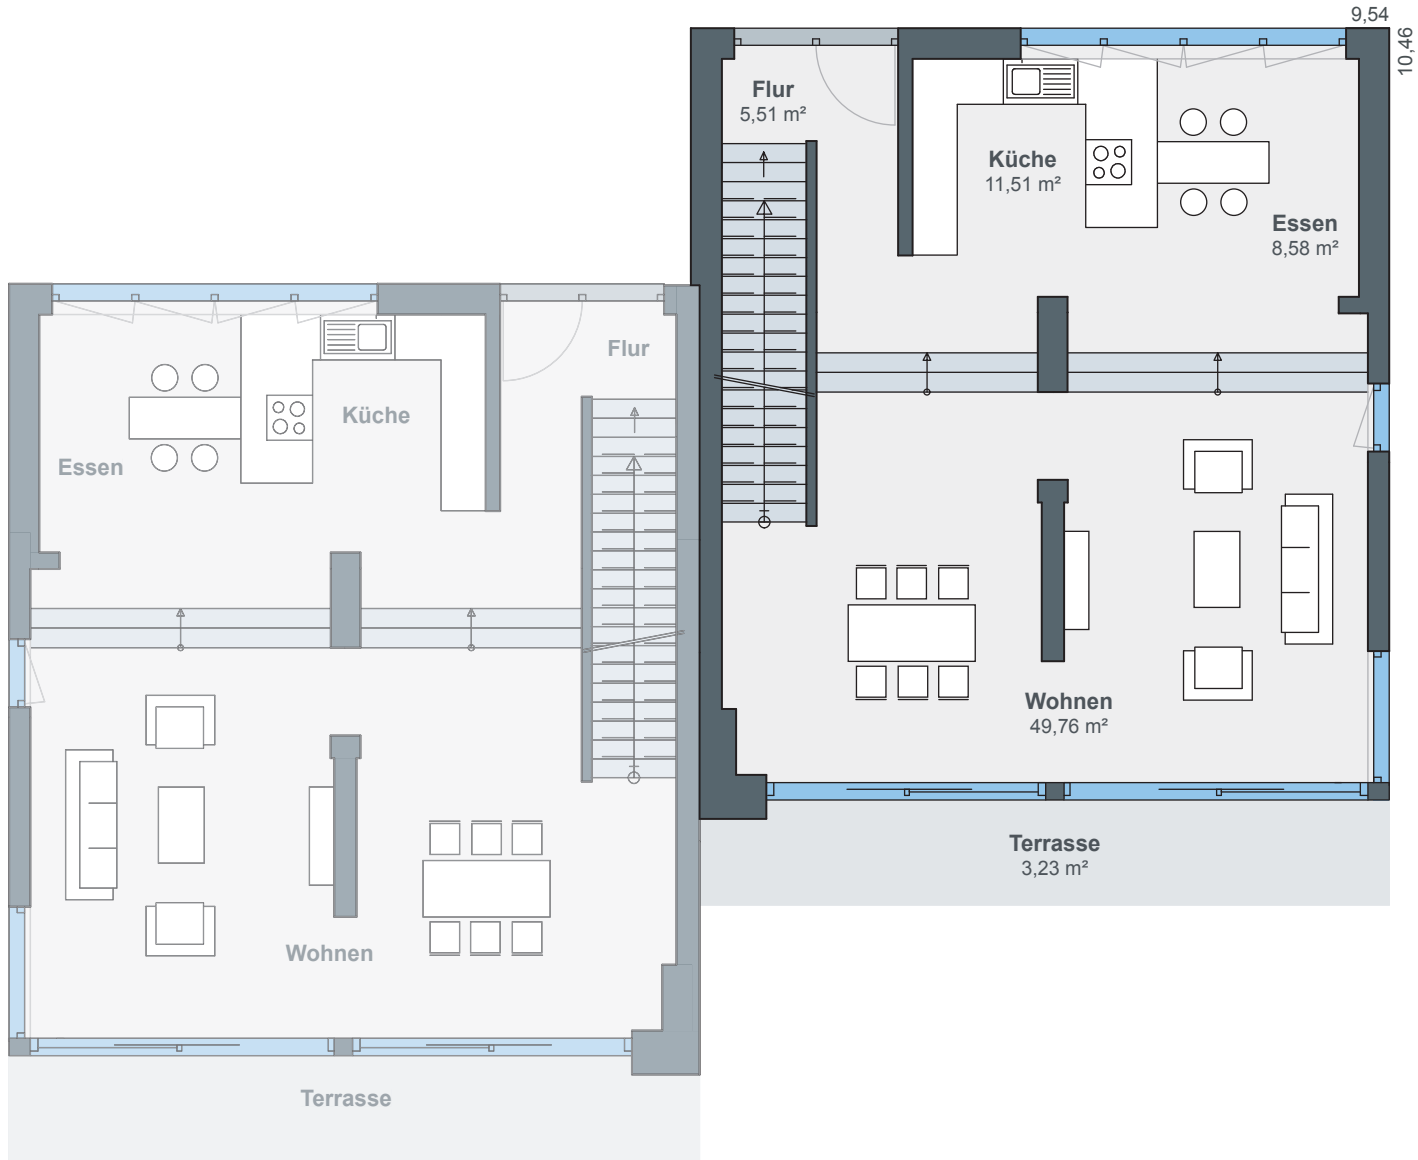 9,54
10,46
Flur
5,51 m²
Küche
11,51 m²
Essen
8,58 m²
Flur
Küche
Essen
Wohnen
49,76 m²
Terrasse
3,23 m²
Wohnen
Terrasse